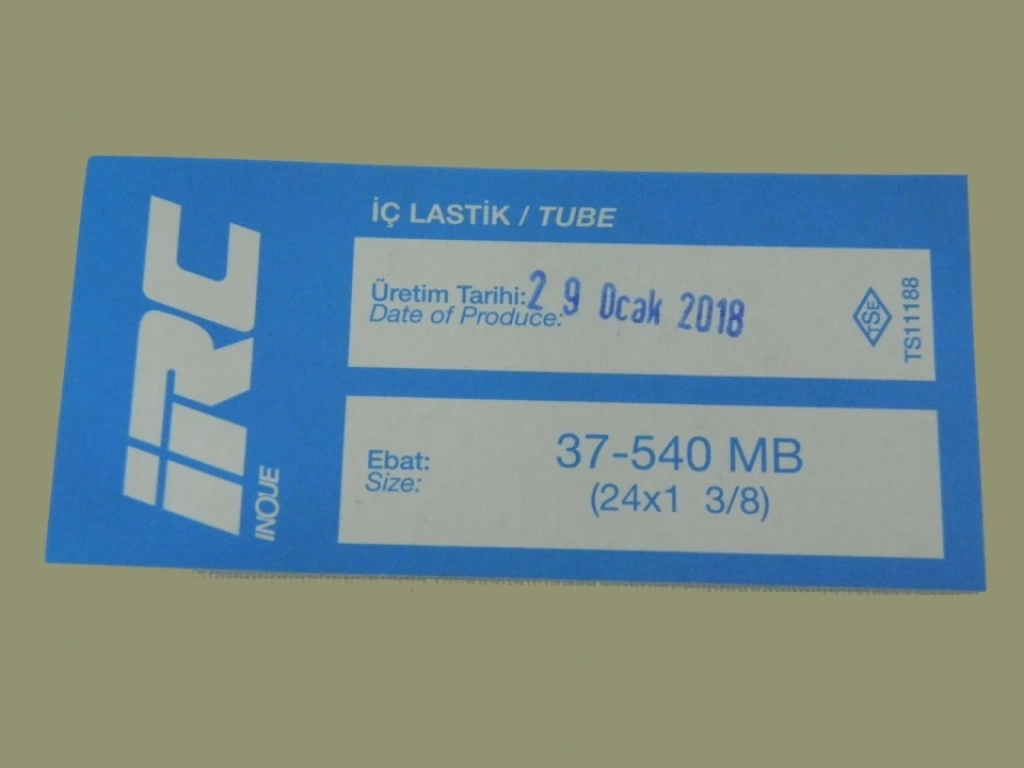 İÇ LASTİK / TUBE
Üretim Tarihi: 29 Ocak 2018
Date of Produce:
TSE
TS11188
Ebat: 37-540 MB
Size: (24x1 3/8)
IRC
INOUE